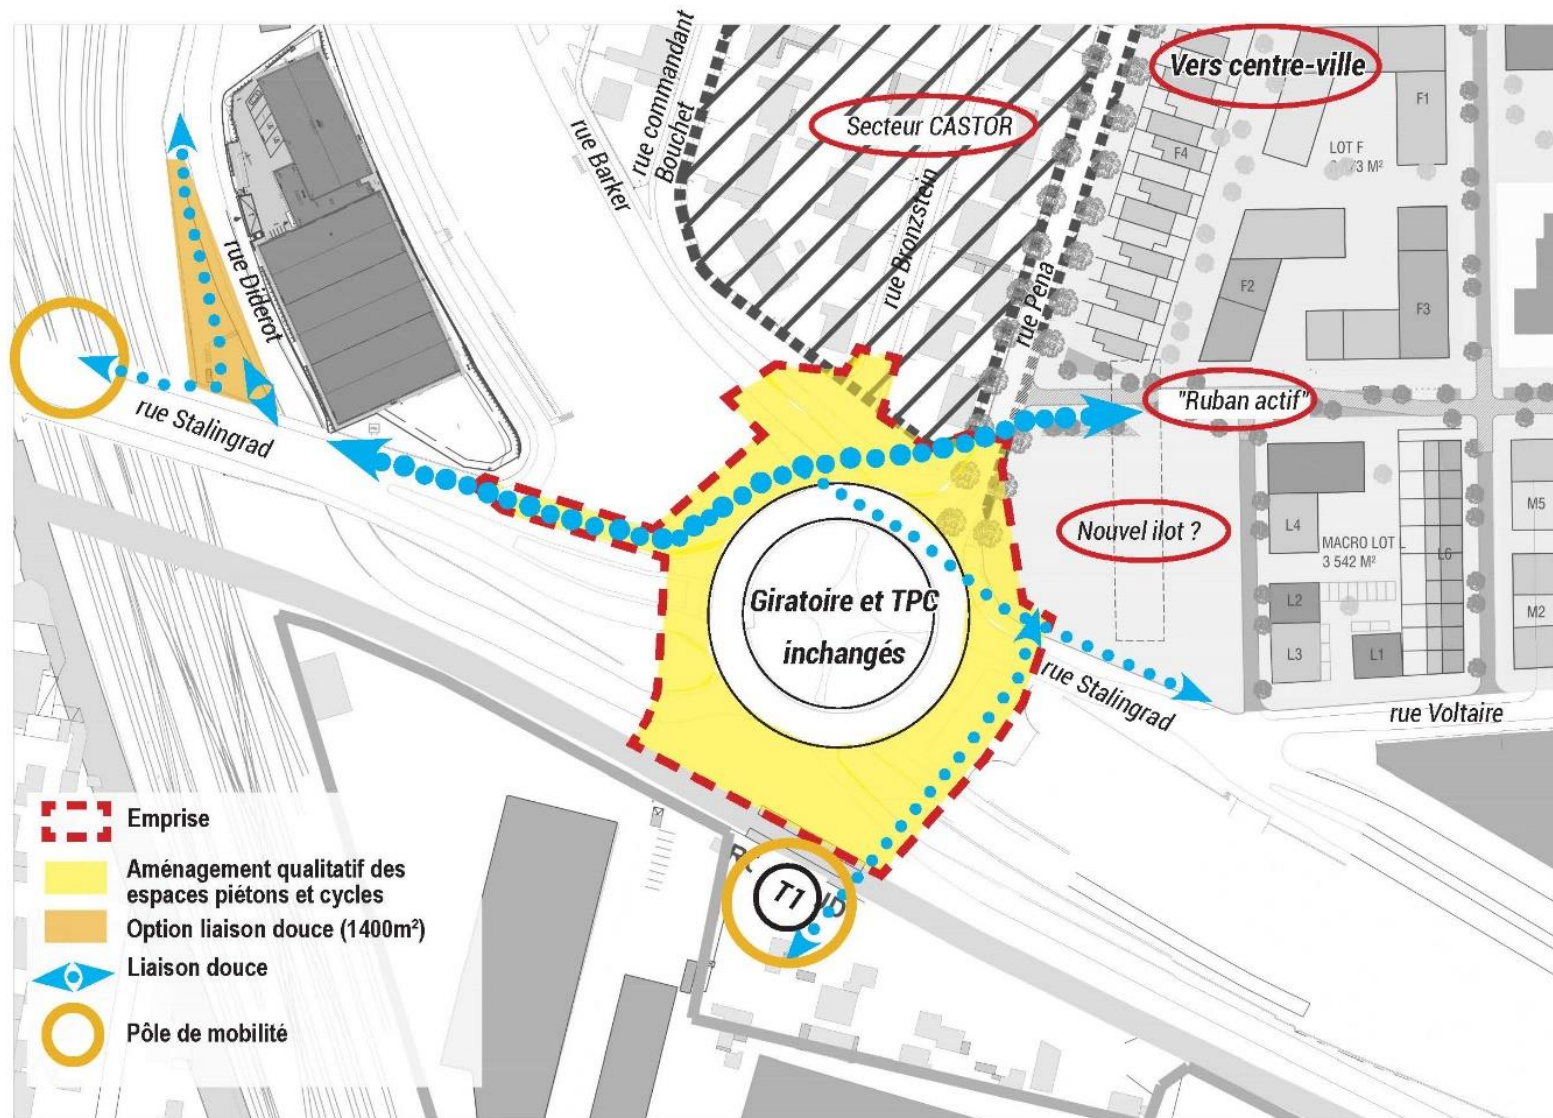 rue commandant
Bouchet
rue Barker
Secteur CASTOR
Vers centre-ville
F1
LOT F
F4
rue Bronzstein
rue Pena
F2
F3
rue Diderot
rue Stalingrad
"Ruban actif"
Nouvel ilot ?
L4
MACRO LOT
3 542 M²
L6
M5
L2
M2
L3
L1
Giratoire et TPC
inchangés
rue Stalingrad
rue Voltaire
T1
Emprise
Aménagement qualitatif des
espaces piétons et cycles
Option liaison douce (1400m²)
Liaison douce
Pôle de mobilité